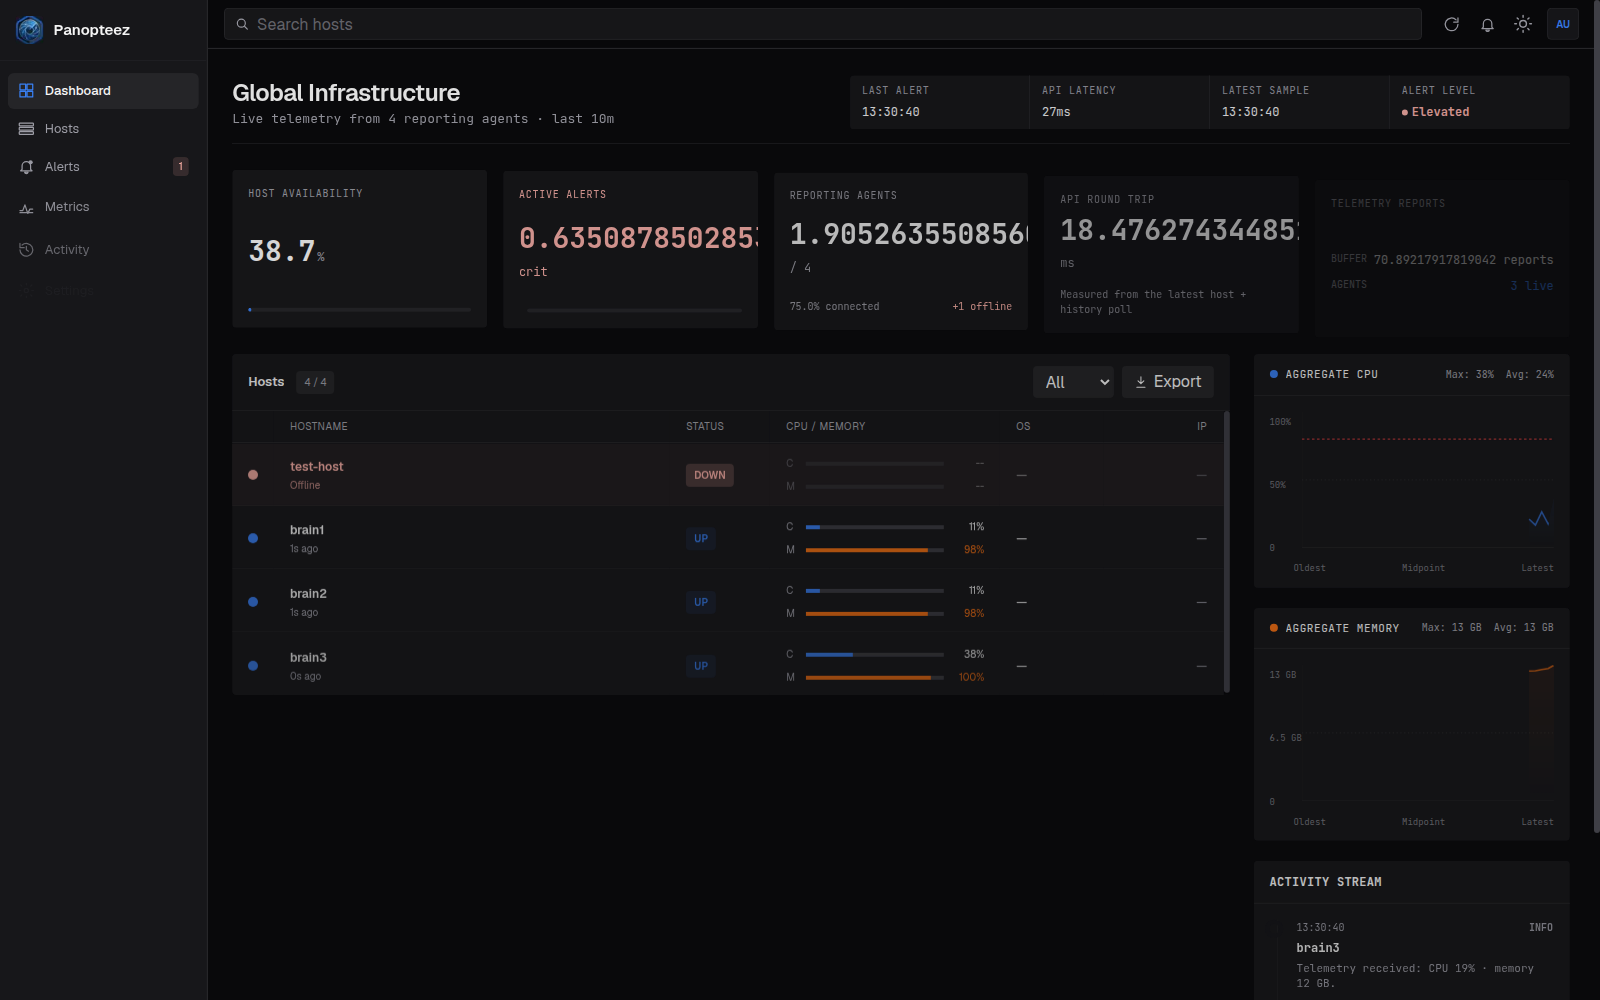 Panopteez
Search hosts
AU
Dashboard
Hosts
Alerts
1
Metrics
Activity
Settings
Global Infrastructure
Live telemetry from 4 reporting agents · last 10m
LAST ALERT
13:30:40
API LATENCY
27ms
LATEST SAMPLE
13:30:40
ALERT LEVEL
Elevated
HOST AVAILABILITY
38.7%
ACTIVE ALERTS
0.635087850285
crit
REPORTING AGENTS
1.905263550856
/ 4
75.0% connected
+1 offline
API ROUND TRIP
18.47627434485
ms
Measured from the latest host +
history poll
TELEMETRY REPORTS
BUFFER 70.89217917819042 reports
AGENTS 3 live
Hosts 4 / 4
All
Export
HOSTNAME STATUS CPU / MEMORY OS IP
test-host
Offline
DOWN
C --
M --
— —
brain1
1s ago
UP
C 11%
M 98%
— —
brain2
1s ago
UP
C 11%
M 98%
— —
brain3
0s ago
UP
C 38%
M 100%
— —
AGGREGATE CPU Max: 38% Avg: 24%
100%
50%
0
Oldest Midpoint Latest
AGGREGATE MEMORY Max: 13 GB Avg: 13 GB
13 GB
6.5 GB
0
Oldest Midpoint Latest
ACTIVITY STREAM
13:30:40 INFO
brain3
Telemetry received: CPU 19% · memory
12 GB.